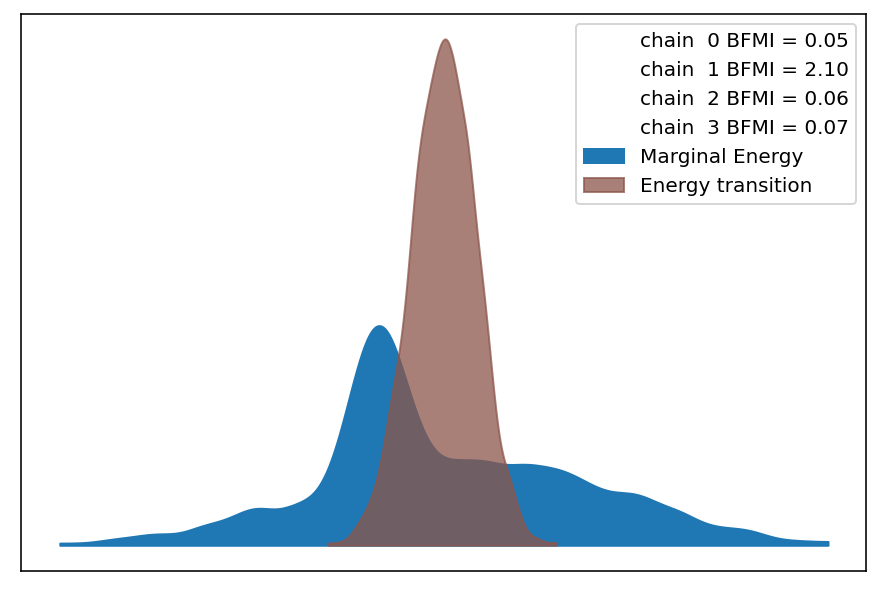 chain  0 BFMI = 0.05
chain  1 BFMI = 2.10
chain  2 BFMI = 0.06
chain  3 BFMI = 0.07
Marginal Energy
Energy transition